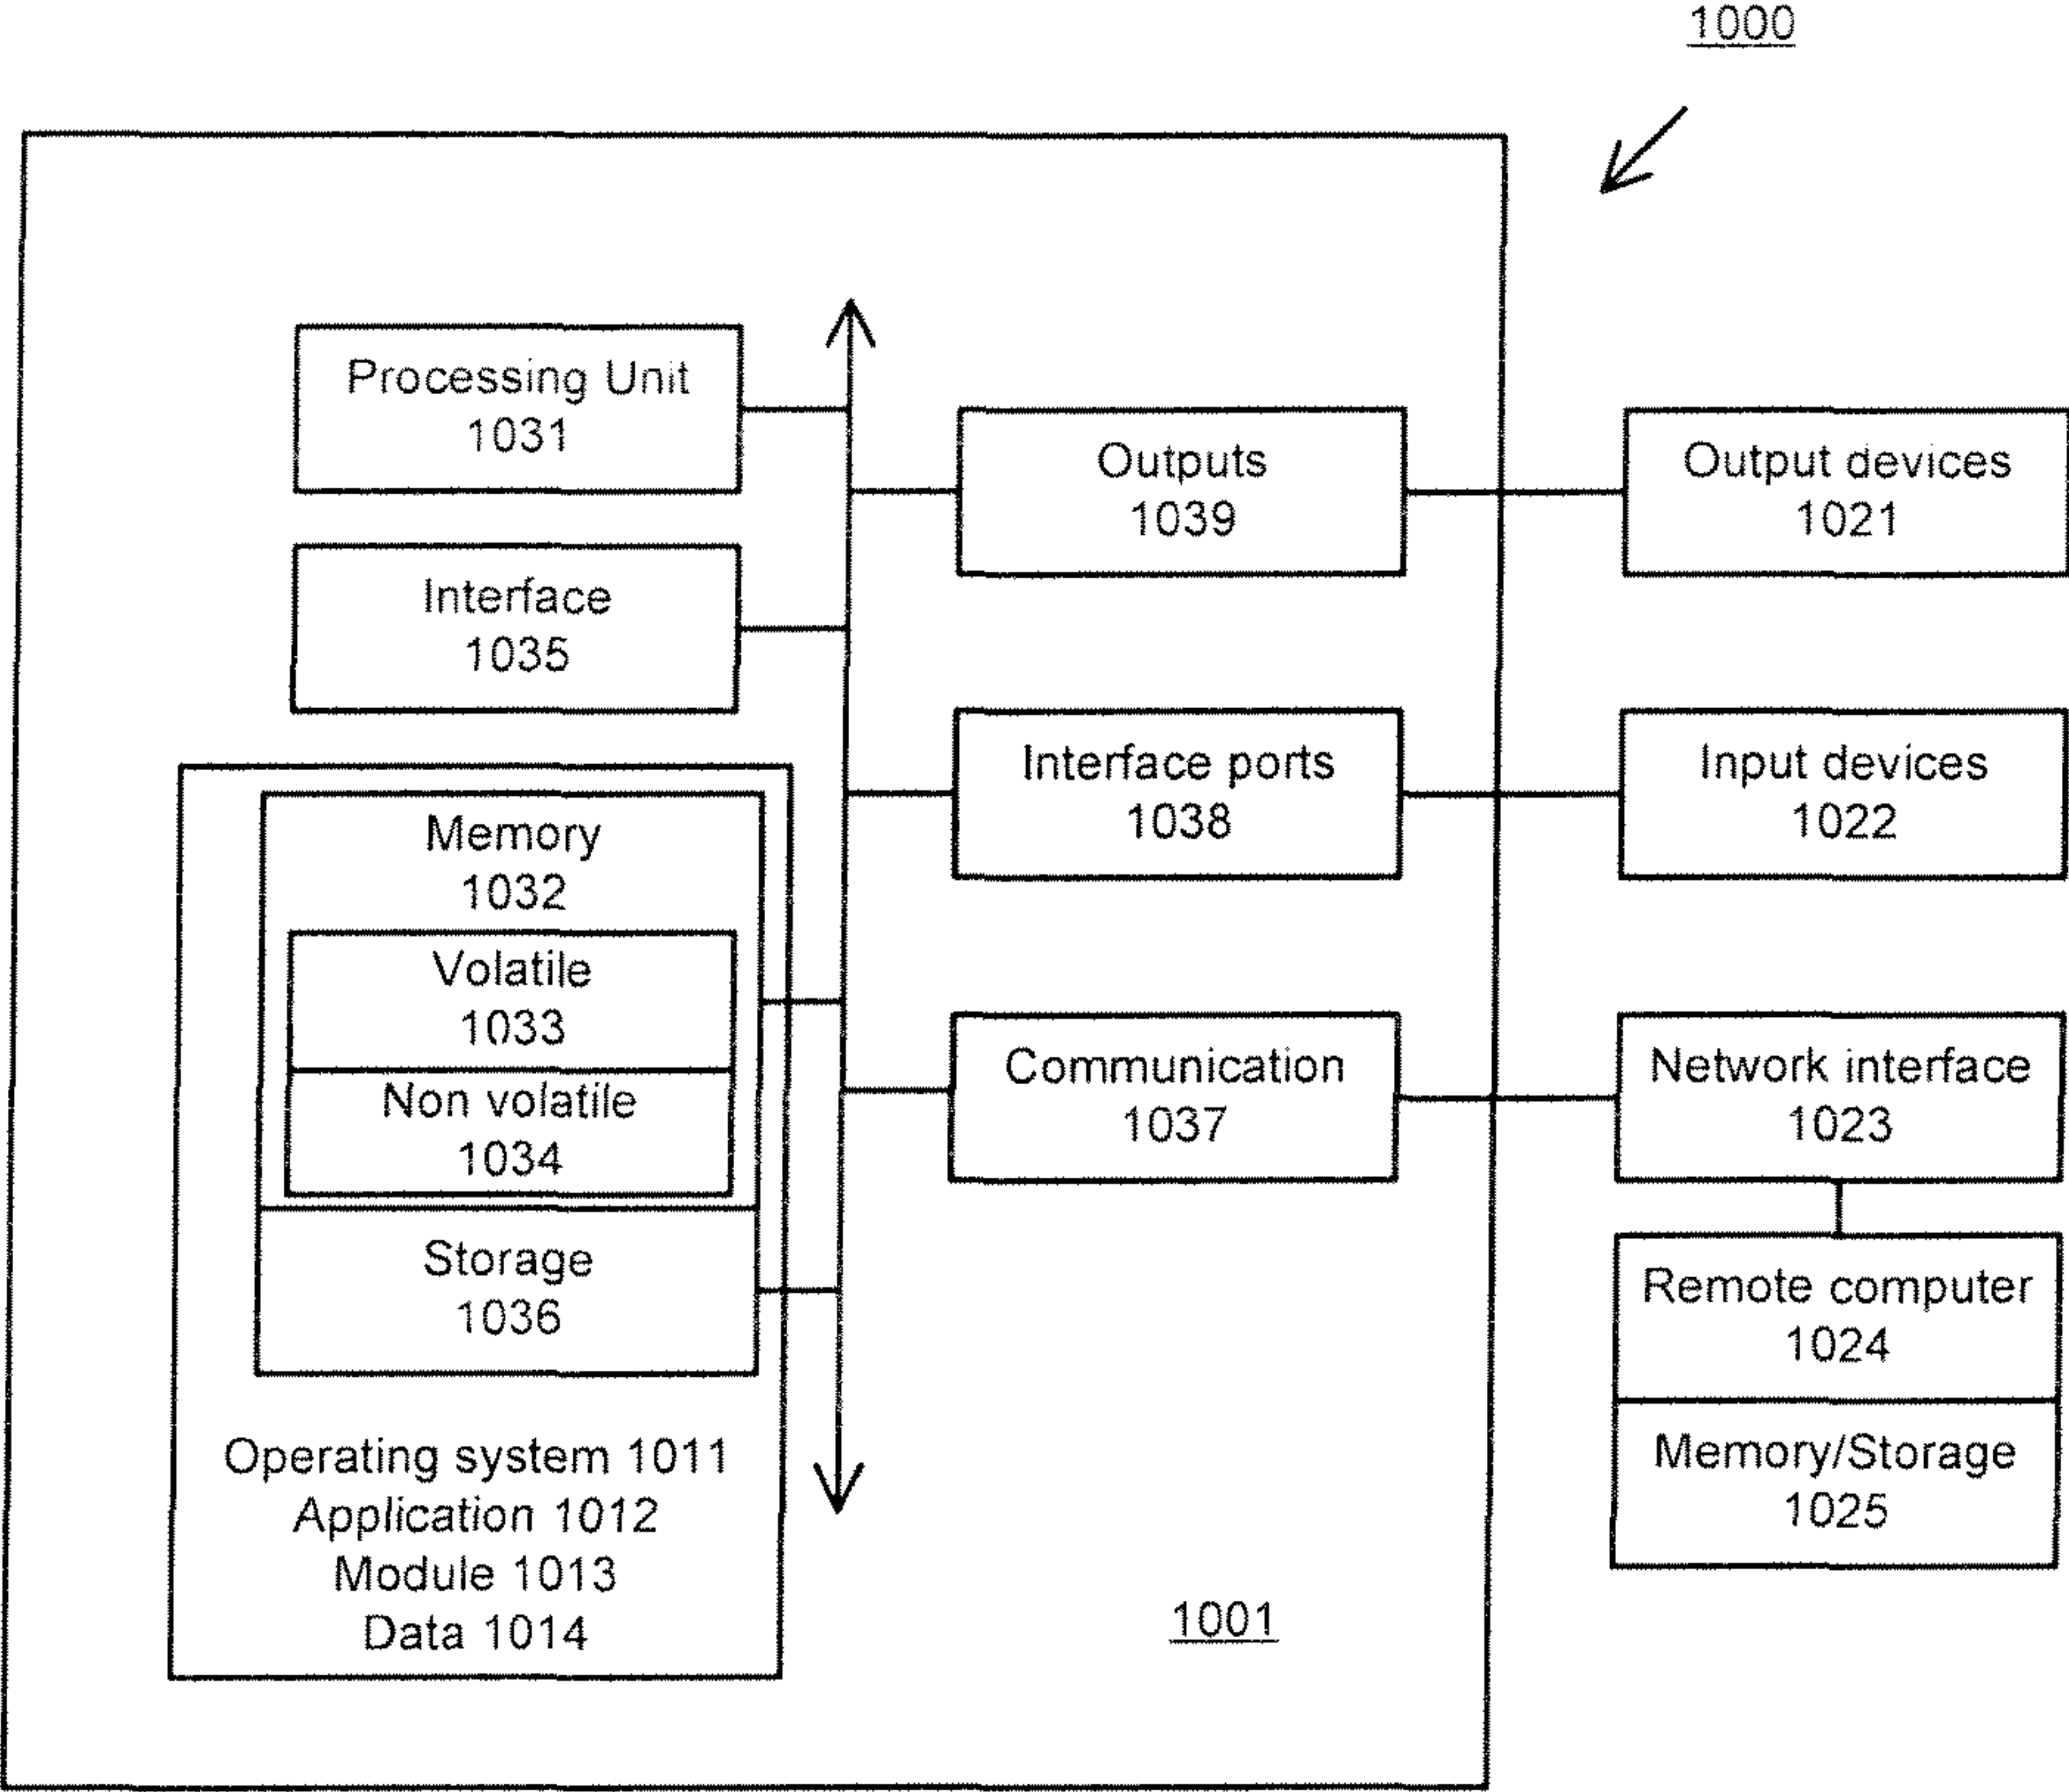 1000
Processing Unit
1031
Interface
1035
Memory
1032
Volatile
1033
Non volatile
1034
Storage
1036
Operating system 1011
Application 1012
Module 1013
Data 1014
Outputs
1039
Interface ports
1038
Communication
1037
1001
Output devices
1021
Input devices
1022
Network interface
1023
Remote computer
1024
Memory/Storage
1025